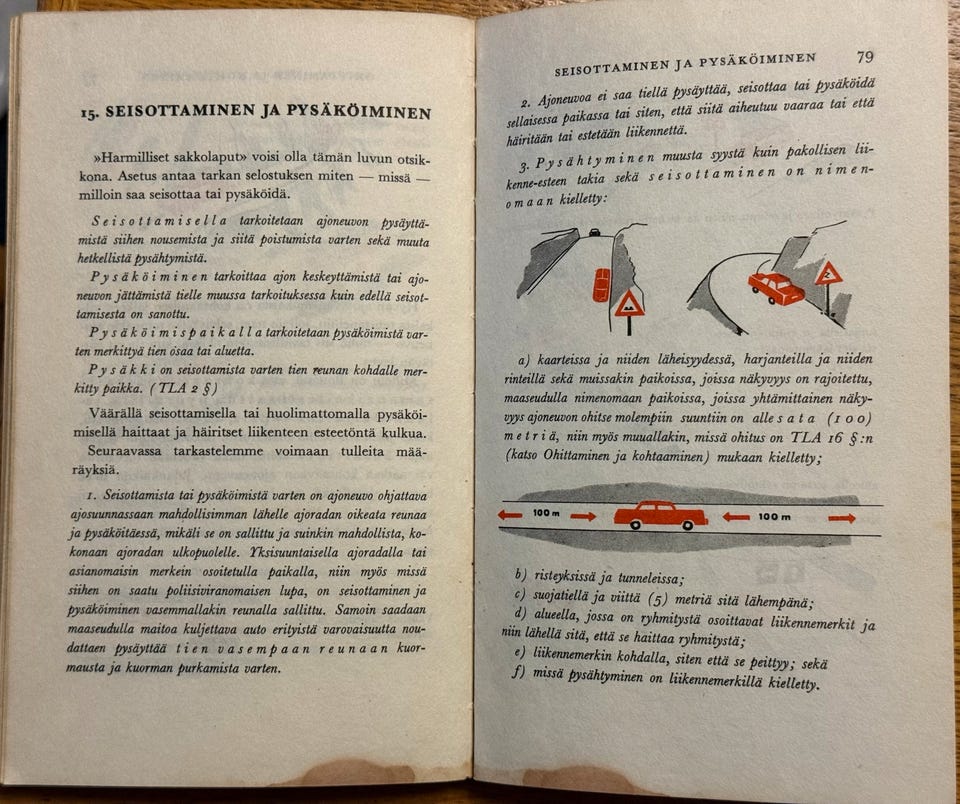 15. SEISOTTAMINEN JA PYSÄKÖIMINEN
»Harmilliset sakkolaput» voisi olla tämän luvun otsik-
kona. Asetus antaa tarkan selostuksen miten — missä —
milloin saa seisottaa tai pysäköidä.
Seisottamisella tarkoitetaan ajoneuvon pysäyttä-
mistä siihen nousemista ja siitä poistumista varten sekä muuta
hetkellistä pysähtymistä.
Pysäköiminen tarkoittaa ajon keskeyttämistä tai ajo-
neuvon jättämistä tielle muussa tarkoituksessa kuin edellä seisot-
tamisesta on sanottu.
Pysäköimispaikalla tarkoitetaan pysäköimistä var-
ten merkittyä tien osaa tai aluetta.
Pysäkki on seisottamista varten tien reunan kohdalle mer-
kitty paikka. (TLA 2 §)
Väärällä seisottamisella tai huolimattomalla pysäköi-
misellä haittaat ja häiritset liikenteen esteetöntä kulkua.
Seuraavassa tarkastelemme voimaan tulleita mää-
räyksiä.
1. Seisottamista tai pysäköimistä varten on ajoneuvo ohjattava
ajosuunnassaan mahdollisimman lähelle ajoradan oikeata reunaa
ja pysäköitäessä, mikäli se on sallittu ja suinkin mahdollista, ko-
konaan ajoradan ulkopuolelle. Yksisuuntaisella ajoradalla tai
asianomaisin merkein osoitetulla paikalla, niin myös missä
siihen on saatu poliisiviranomaisen lupa, on seisottaminen ja
pysäköiminen vasemmallakin reunalla sallittu. Samoin saadaan
maaseudulla maitoa kuljettava auto erityistä varovaisuutta nou-
dattaen pysäyttää tien vasempaan reunaan kuor-
mausta ja kuorman purkamista varten.
SEISOTTAMINEN JA PYSÄKÖIMINEN 79
2. Ajoneuvoa ei saa tiellä pysäyttää, seisottaa tai pysäköidä
sellaisessa paikassa tai siten, että siitä aiheutuu vaaraa tai että
häiritään tai estetään liikennettä.
3. Pysähtyminen muusta syystä kuin pakollisen lii-
kenne-esteen takia sekä seisottaminen on nimen-
omaan kielletty:
a) kaarteissa ja niiden läheisyydessä, harjanteilla ja niiden
rinteillä sekä muissakin paikoissa, joissa näkyvyys on rajoitettu,
maaseudulla nimenomaan paikoissa, joissa yhtämittainen näky-
vyys ajoneuvon ohitse molempiin suuntiin on alle sata (100)
metriä, niin myös muuallakin, missä ohitus on TLA 16 §:n
(katso Ohittaminen ja kohtaaminen) mukaan kielletty;
100 m 100 m
b) risteyksissä ja tunneleissa;
c) suojatiellä ja viittä (5) metriä sitä lähempänä;
d) alueella, jossa on ryhmitystä osoittavat liikennemerkit ja
niin lähellä sitä, että se haittaa ryhmitystä;
e) liikennemerkin kohdalla, siten että se peittyy; sekä
f) missä pysähtyminen on liikennemerkillä kielletty.